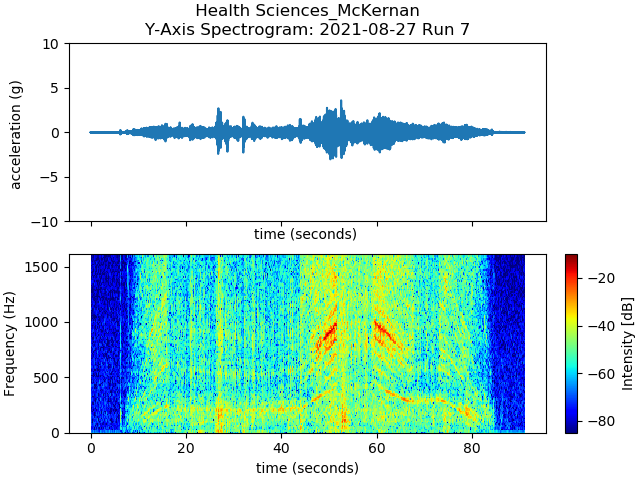 Health Sciences_McKernan
Y-Axis Spectrogram: 2021-08-27 Run 7
10
5
0
−5
−10
acceleration (g)
time (seconds)
1500
1000
500
0
Frequency (Hz)
0 20 40 60 80
time (seconds)
−20
−40
−60
−80
Intensity [dB]